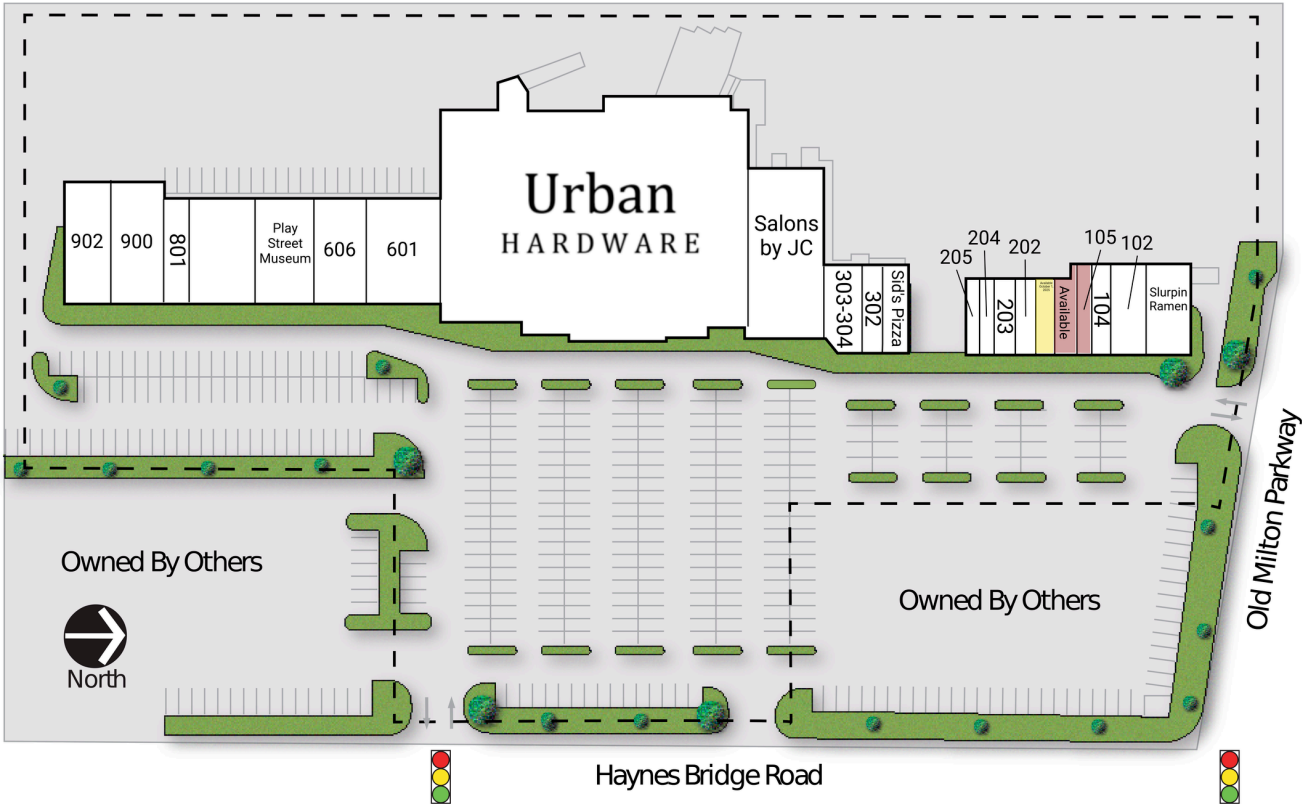 Urban
HARDWARE
902
900
801
Play
Street
Museum
606
601
Salons
by JC
303-304
302
Sid's Pizza
205
204
203
202
Available
105
104
102
Slurpin
Ramen
Owned By Others
Owned By Others
North
Haynes Bridge Road
Old Milton Parkway